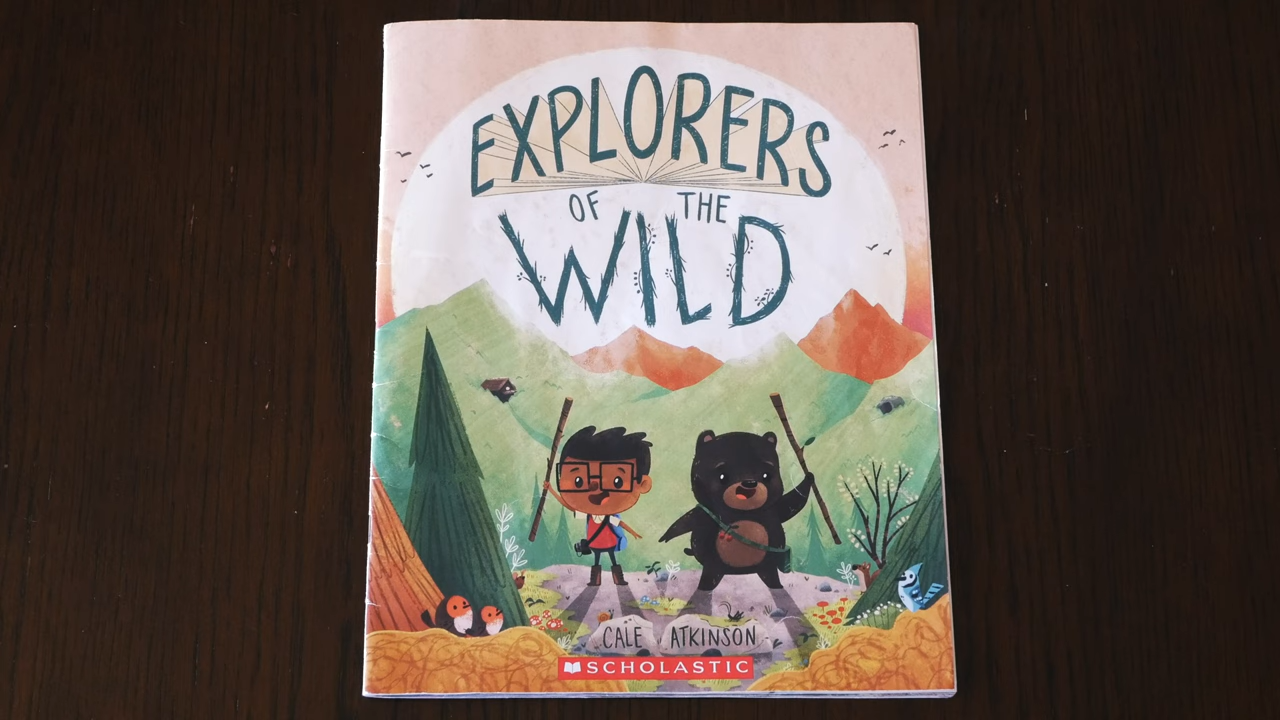 EXPLORERS
OF THE
WILD
CALE ATKINSON
SCHOLASTIC